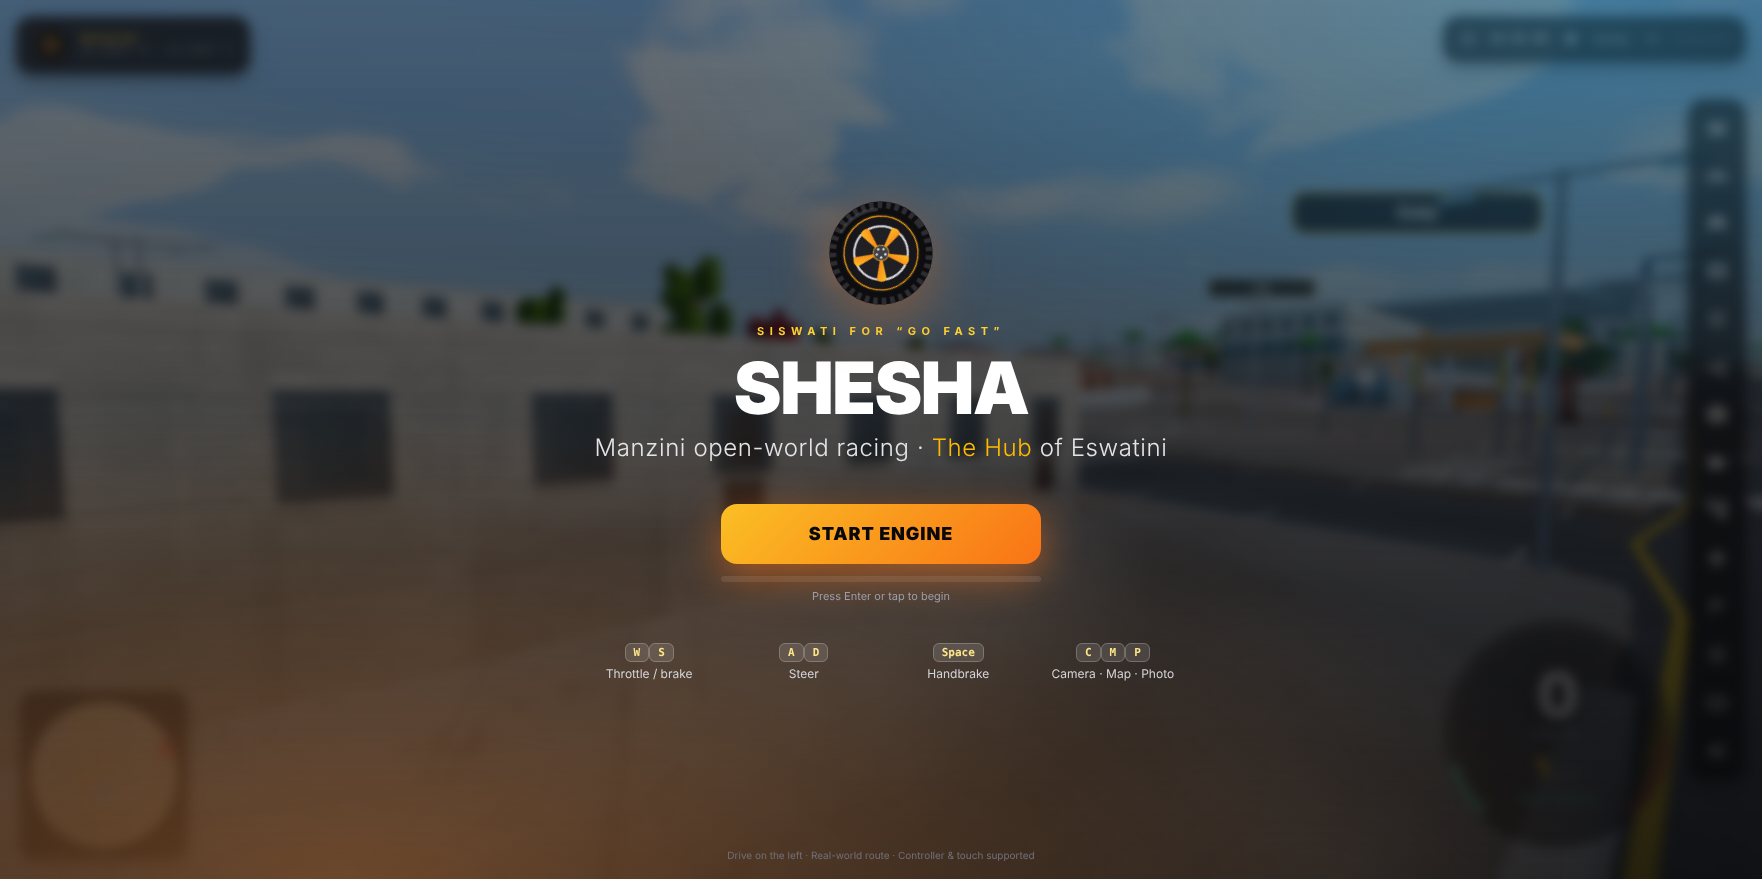 SISWATI FOR “GO FAST”
SHESHA
Manzini open-world racing · The Hub of Eswatini
START ENGINE
Press Enter or tap to begin
W S A D Space C M P
Throttle / brake Steer Handbrake Camera · Map · Photo
0
Drive on the left · Real-world route · Controller & touch supported